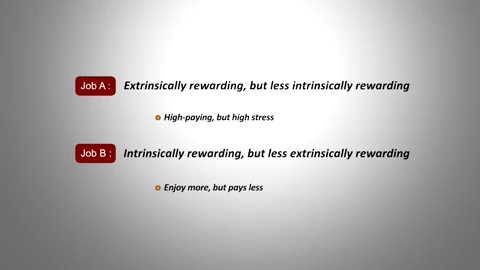 Job A : Extrinsically rewarding, but less intrinsically rewarding
High-paying, but high stress
Job B : Intrinsically rewarding, but less extrinsically rewarding
Enjoy more, but pays less